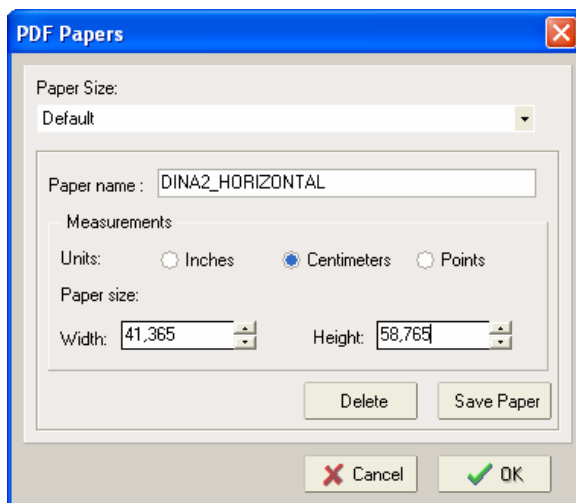 PDF Papers
Paper Size:
Default
Paper name : DINA2_HORIZONTAL
Measurements
Units: Inches Centimeters Points
Paper size:
Width: 41,365 Height: 58,765
Delete Save Paper
Cancel OK